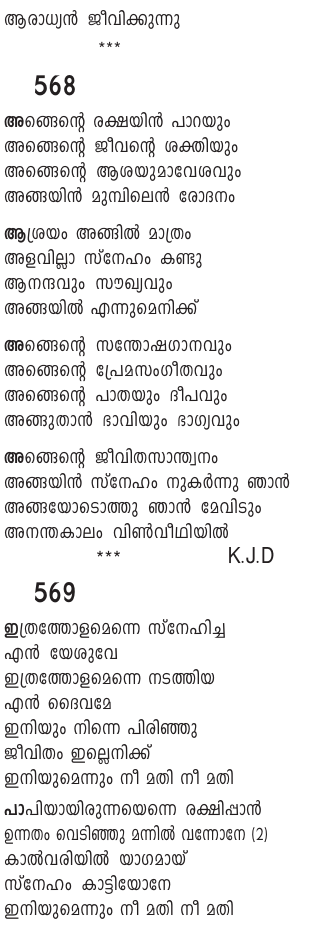 ആരാധ്യൻ ജീവിക്കുന്നു
***
568
അങ്ങെന്റെ രക്ഷയിൻ പാറയും
അങ്ങെന്റെ ജീവന്റെ ശക്തിയും
അങ്ങെന്റെ ആശയുമാവേശവും
അങ്ങയിൻ മുമ്പിലെൻ രോദനം
ആശ്രയം അങ്ങിൽ മാത്രം
അളവില്ലാ സ്നേഹം കണ്ടു
ആനന്ദവും സൗഖ്യവും
അങ്ങയിൽ എന്നുമെനിക്ക്
അങ്ങെന്റെ സന്തോഷഗാനവും
അങ്ങെന്റെ പ്രേമസംഗീതവും
അങ്ങെന്റെ പാതയും ദീപവും
അങ്ങുതാൻ ഭാവിയും ഭാഗ്യവും
അങ്ങെന്റെ ജീവിതസാന്ത്വനം
അങ്ങയിൻ സ്നേഹം നുകർന്നു ഞാൻ
അങ്ങയോടൊത്തു ഞാൻ മേവിടും
അനന്തകാലം വിൺവീഥിയിൽ
*** K.J.D
569
ഇത്രത്തോളമെന്നെ സ്നേഹിച്ച
എൻ യേശുവേ
ഇത്രത്തോളമെന്നെ നടത്തിയ
എൻ ദൈവമേ
ഇനിയും നിന്നെ പിരിഞ്ഞു
ജീവിതം ഇല്ലെനിക്ക്
ഇനിയുമെന്നും നീ മതി നീ മതി
പാപിയായിരുന്നയെന്നെ രക്ഷിപ്പാൻ
ഉന്നതം വെടിഞ്ഞു മന്നിൽ വന്നോനേ (2)
കാൽവരിയിൽ യാഗമായ്
സ്നേഹം കാട്ടിയോനേ
ഇനിയുമെന്നും നീ മതി നീ മതി